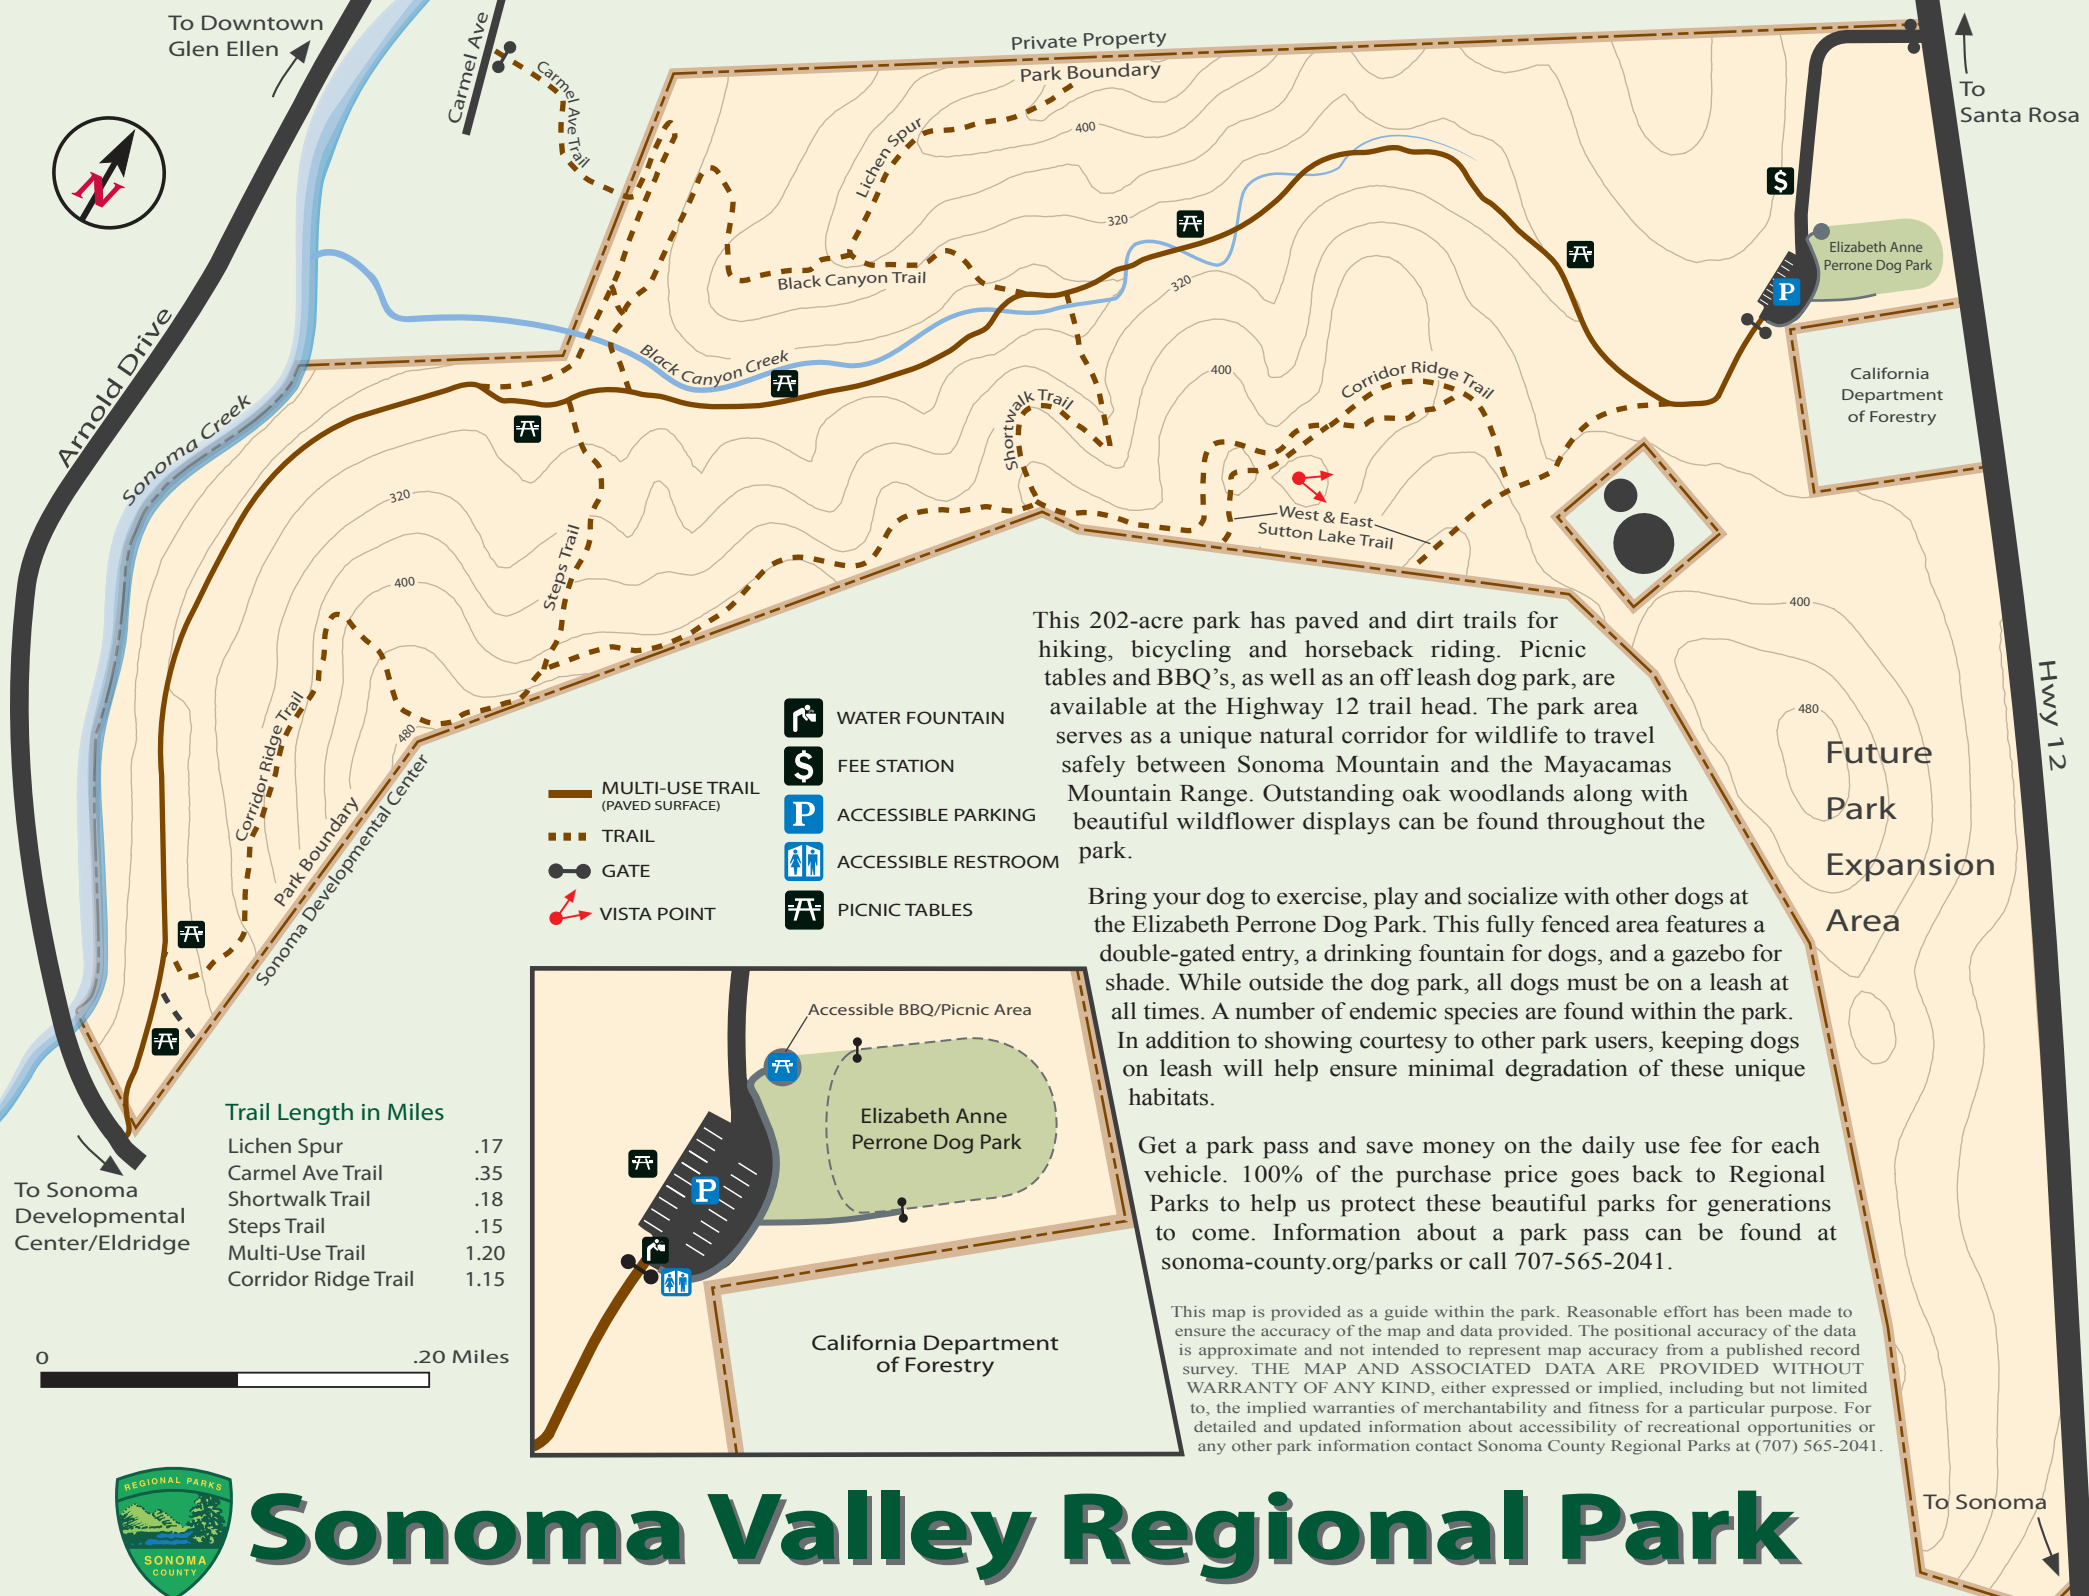 To Downtown
Glen Ellen
Carmel Ave
Carmel Ave Trail
Private Property
Park Boundary
To
Santa Rosa
N
Lichen Spur
400
320
$
Elizabeth Anne
Perrone Dog Park
P
Black Canyon Trail
320
Arnold Drive
Black Canyon Creek
Sonoma Creek
400
Corridor Ridge Trail
Shortwalk Trail
California
Department
of Forestry
320
West & East
Sutton Lake Trail
Steps Trail
400
400
480
Hwy 12
Corridor Ridge Trail
480
Park Boundary
Sonoma Developmental Center
Future
Park
Expansion
Area
MULTI-USE TRAIL
(PAVED SURFACE)
TRAIL
GATE
VISTA POINT
WATER FOUNTAIN
$ FEE STATION
P ACCESSIBLE PARKING
ACCESSIBLE RESTROOM
PICNIC TABLES
This 202-acre park has paved and dirt trails for
hiking, bicycling and horseback riding. Picnic
tables and BBQ's, as well as an off leash dog park, are
available at the Highway 12 trail head. The park area
serves as a unique natural corridor for wildlife to travel
safely between Sonoma Mountain and the Mayacamas
Mountain Range. Outstanding oak woodlands along with
beautiful wildflower displays can be found throughout the
park.
Bring your dog to exercise, play and socialize with other dogs at
the Elizabeth Perrone Dog Park. This fully fenced area features a
double-gated entry, a drinking fountain for dogs, and a gazebo for
shade. While outside the dog park, all dogs must be on a leash at
all times. A number of endemic species are found within the park.
In addition to showing courtesy to other park users, keeping dogs
on leash will help ensure minimal degradation of these unique
habitats.
Get a park pass and save money on the daily use fee for each
vehicle. 100% of the purchase price goes back to Regional
Parks to help us protect these beautiful parks for generations
to come. Information about a park pass can be found at
sonoma-county.org/parks or call 707-565-2041.
This map is provided as a guide within the park. Reasonable effort has been made to
ensure the accuracy of the map and data provided. The positional accuracy of the data
is approximate and not intended to represent map accuracy from a published record
survey. THE MAP AND ASSOCIATED DATA ARE PROVIDED WITHOUT
WARRANTY OF ANY KIND, either expressed or implied, including but not limited
to, the implied warranties of merchantability and fitness for a particular purpose. For
detailed and updated information about accessibility of recreational opportunities or
any other park information contact Sonoma County Regional Parks at (707) 565-2041.
Accessible BBQ/Picnic Area
Elizabeth Anne
Perrone Dog Park
P
California Department
of Forestry
Trail Length in Miles
Lichen Spur .17
Carmel Ave Trail .35
Shortwalk Trail .18
Steps Trail .15
Multi-Use Trail 1.20
Corridor Ridge Trail 1.15
To Sonoma
Developmental
Center/Eldridge
0 .20 Miles
To Sonoma
REGIONAL PARKS
SONOMA
COUNTY
Sonoma Valley Regional Park